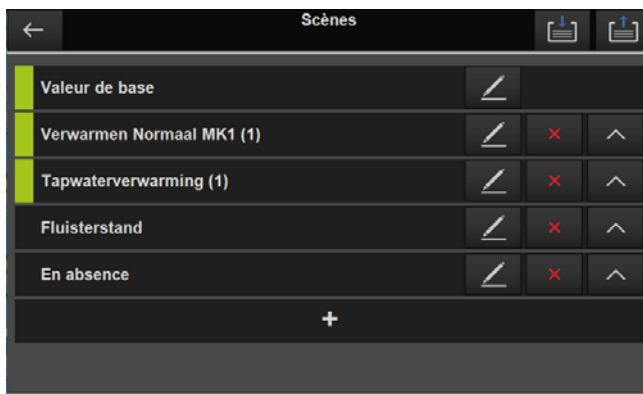 Scènes
Valeur de base
Verwarmen Normaal MK1 (1)
Tapwaterverwarming (1)
Fluisterstand
En absence
+